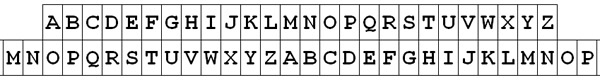 A B C D E F G H I J K L M N O P Q R S T U V W X Y Z
M N O P Q R S T U V W X Y Z A B C D E F G H I J K L M N O P